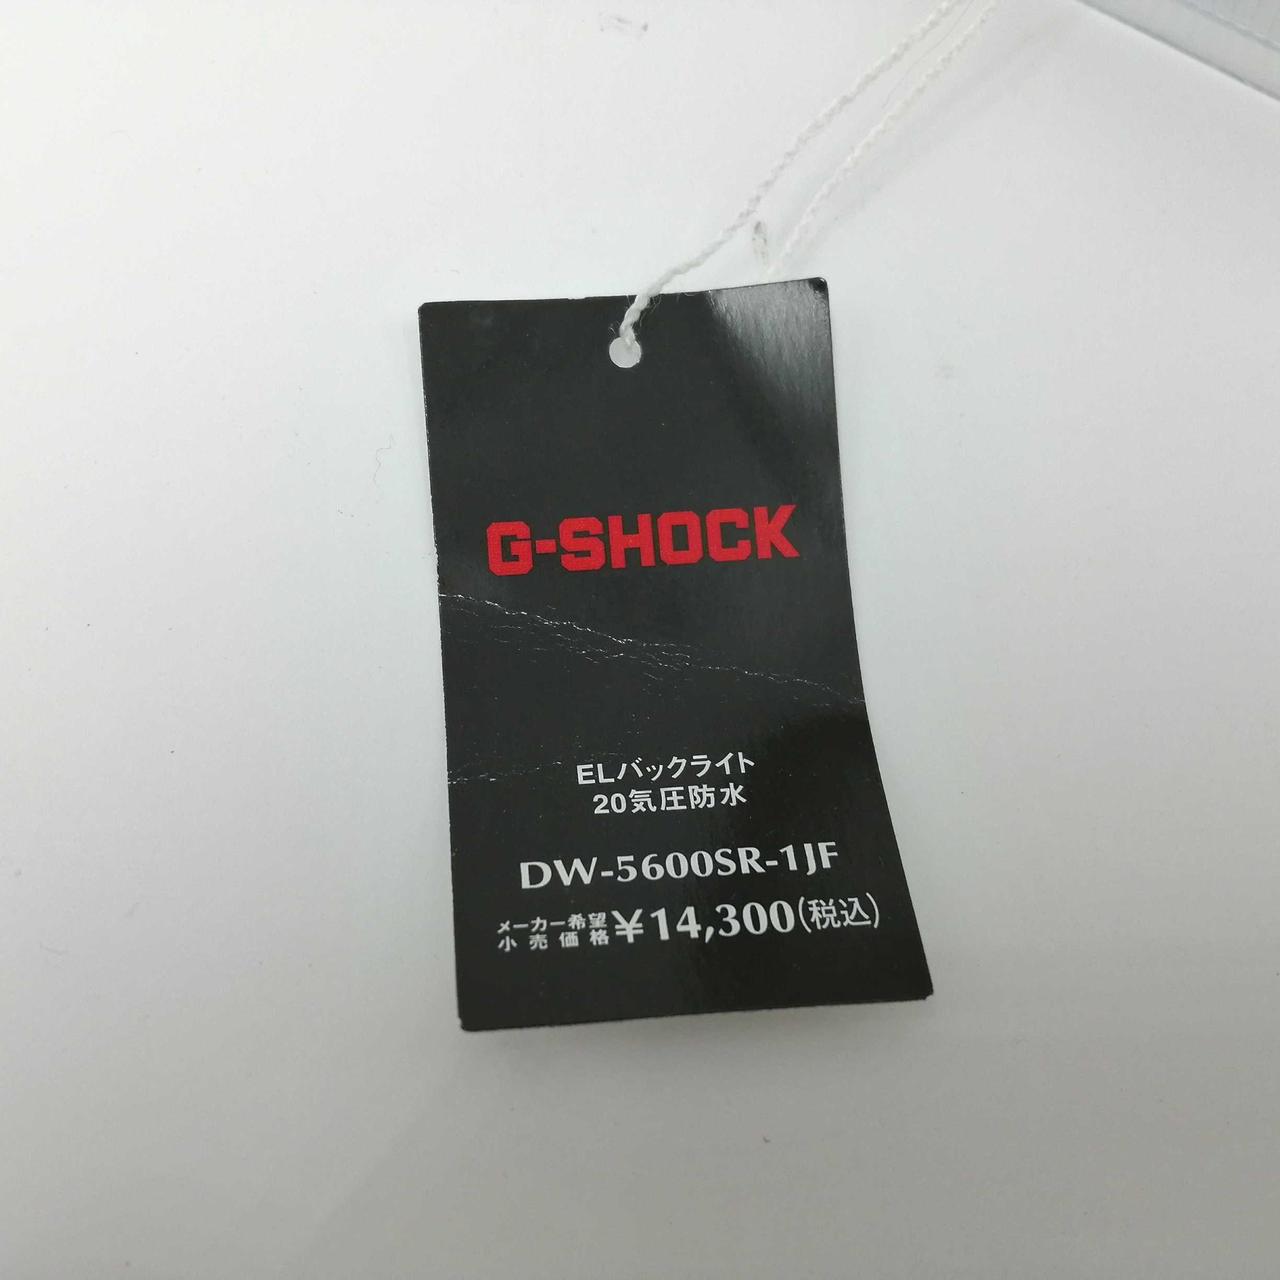 G-SHOCK
ELバックライト
20気圧防水
DW-5600SR-1JF
メーカー希望
小売価格 ¥14,300(税込)